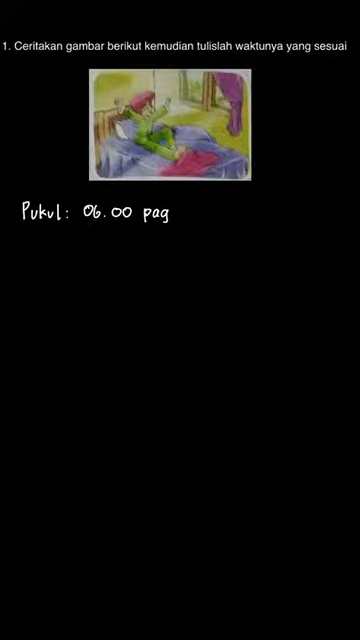 1. Ceritakan gambar berikut kemudian tulislah waktunya yang sesuai
Pukul: 06.00 pag